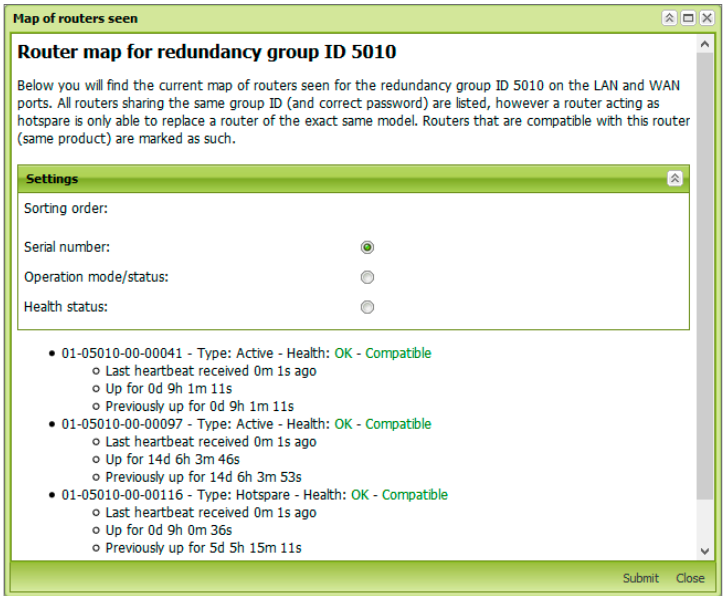 Map of routers seen
Router map for redundancy group ID 5010
Below you will find the current map of routers seen for the redundancy group ID 5010 on the LAN and WAN
ports. All routers sharing the same group ID (and correct password) are listed, however a router acting as
hotspare is only able to replace a router of the exact same model. Routers that are compatible with this router
(same product) are marked as such.
Settings
Sorting order:
Serial number:
Operation mode/status:
Health status:
• 01-05010-00-00041 - Type: Active - Health: OK - Compatible
o Last heartbeat received 0m 1s ago
o Up for 0d 9h 1m 11s
o Previously up for 0d 9h 1m 11s
• 01-05010-00-00097 - Type: Active - Health: OK - Compatible
o Last heartbeat received 0m 1s ago
o Up for 14d 6h 3m 46s
o Previously up for 14d 6h 3m 53s
• 01-05010-00-00116 - Type: Hotspare - Health: OK - Compatible
o Last heartbeat received 0m 1s ago
o Up for 0d 9h 0m 36s
o Previously up for 5d 5h 15m 11s
Submit Close